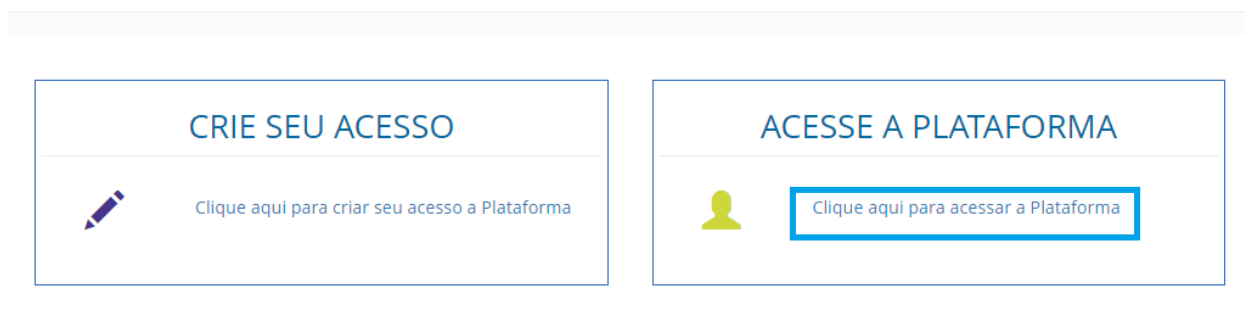 CRIE SEU ACESSO
Clique aqui para criar seu acesso a Plataforma
ACESSE A PLATAFORMA
Clique aqui para acessar a Plataforma